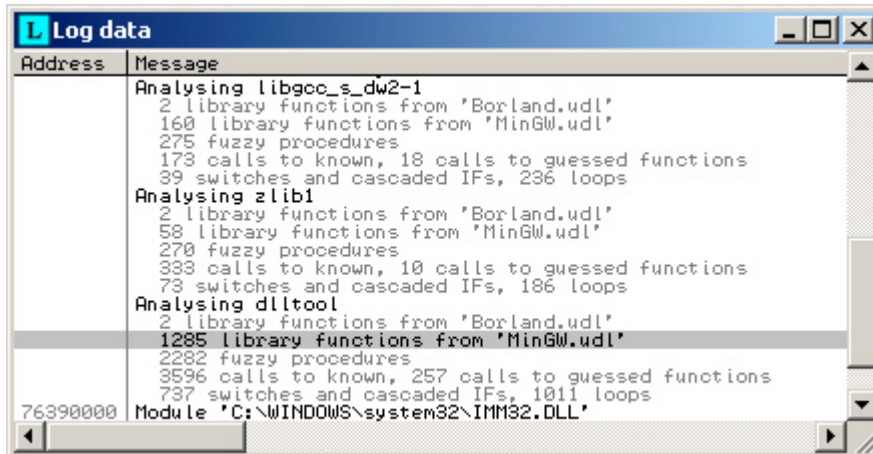 L Log data
Address Message
Analysing libgcc_s_dw2-1
2 library functions from 'Borland.udl'
160 library functions from 'MinGW.udl'
275 fuzzy procedures
173 calls to known, 18 calls to guessed functions
39 switches and cascaded IFs, 236 loops
Analysing zlib1
2 library functions from 'Borland.udl'
58 library functions from 'MinGW.udl'
270 fuzzy procedures
333 calls to known, 10 calls to guessed functions
73 switches and cascaded IFs, 186 loops
Analysing dlltool
2 library functions from 'Borland.udl'
1285 library functions from 'MinGW.udl'
2282 fuzzy procedures
3596 calls to known, 257 calls to guessed functions
737 switches and cascaded IFs, 1011 loops
76390000 Module 'C:\WINDOWS\system32\IMM32.DLL'